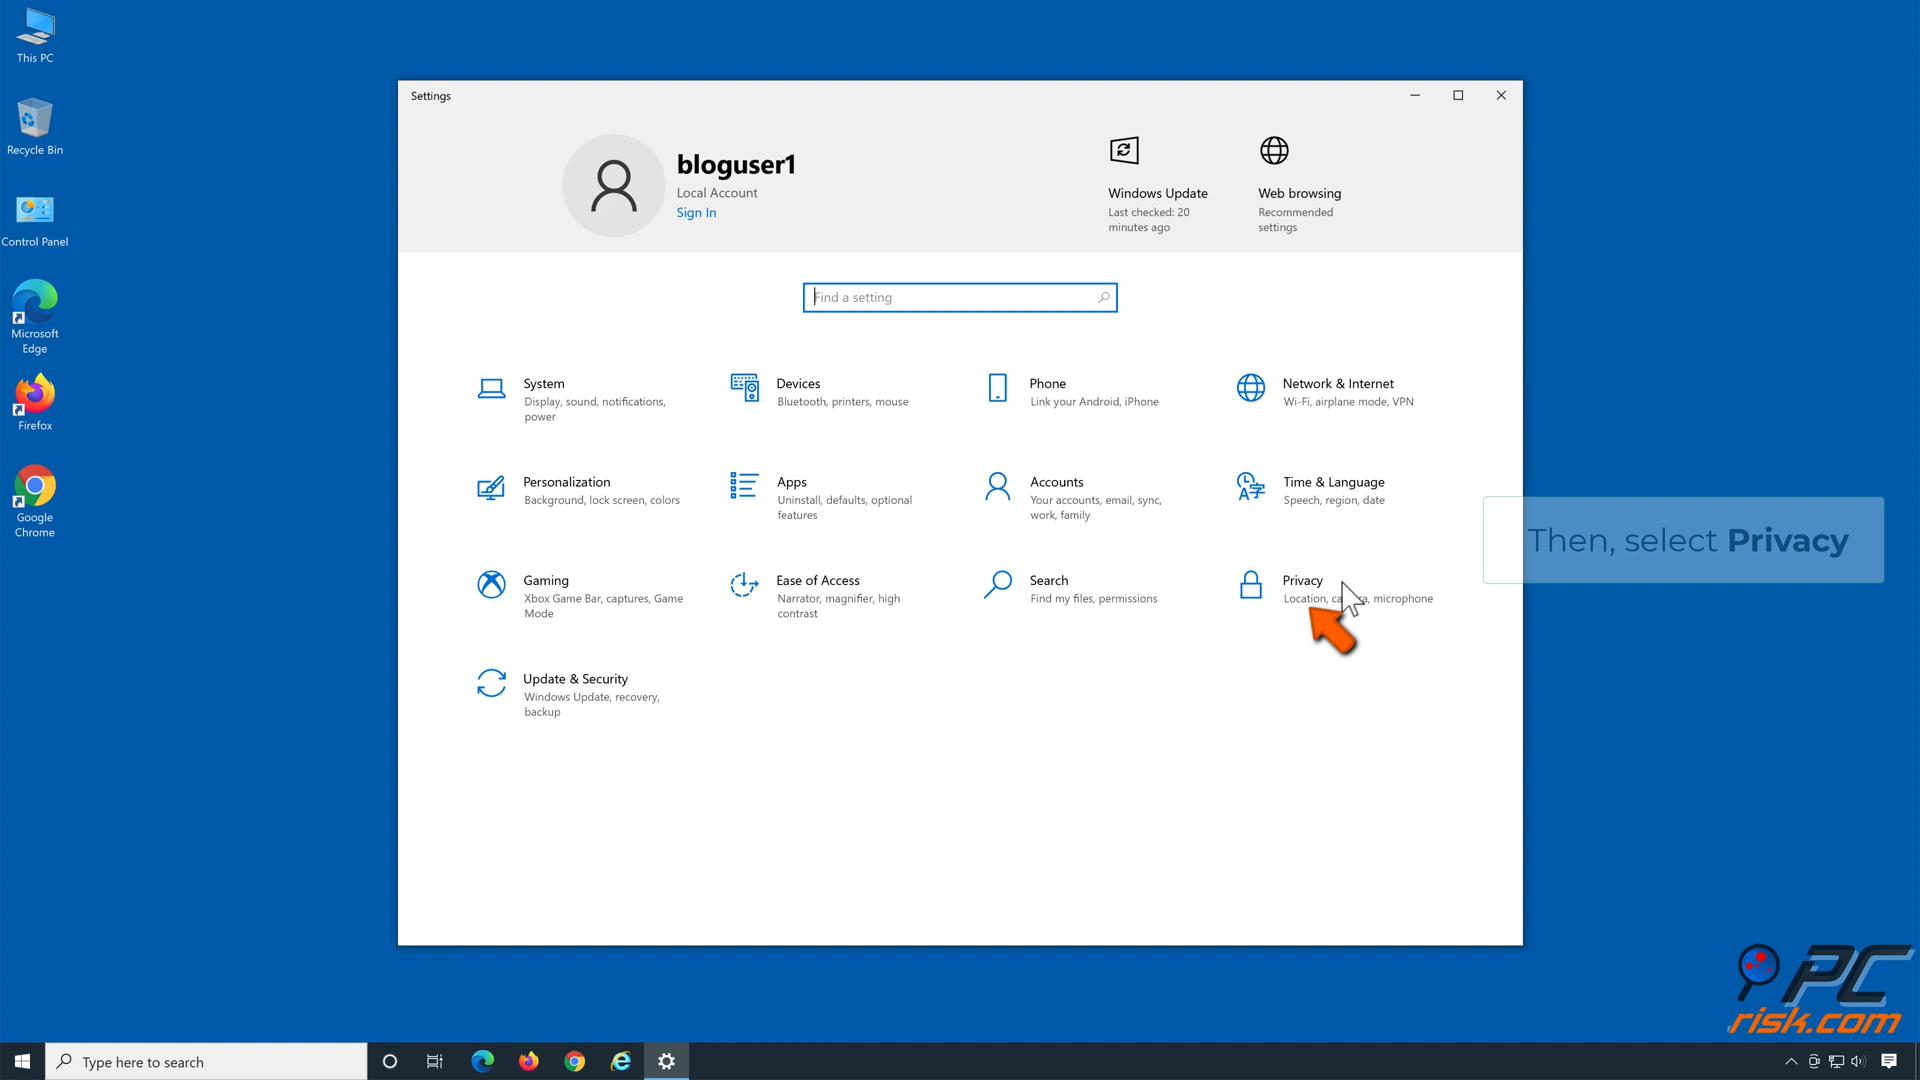 This PC
Recycle Bin
Control Panel
Microsoft
Edge
Firefox
Google
Chrome
Settings
bloguser1
Local Account
Sign In
Windows Update
Last checked: 20
minutes ago
Web browsing
Recommended
settings
Find a setting
System
Display, sound, notifications,
power
Devices
Bluetooth, printers, mouse
Phone
Link your Android, iPhone
Network & Internet
Wi-Fi, airplane mode, VPN
Personalization
Background, lock screen, colors
Apps
Uninstall, defaults, optional
features
Accounts
Your accounts, email, sync,
work, family
Time & Language
Speech, region, date
Gaming
Xbox Game Bar, captures, Game
Mode
Ease of Access
Narrator, magnifier, high
contrast
Search
Find my files, permissions
Privacy
Location, camera, microphone
Update & Security
Windows Update, recovery,
backup
Then, select Privacy
PC
risk.com
Type here to search